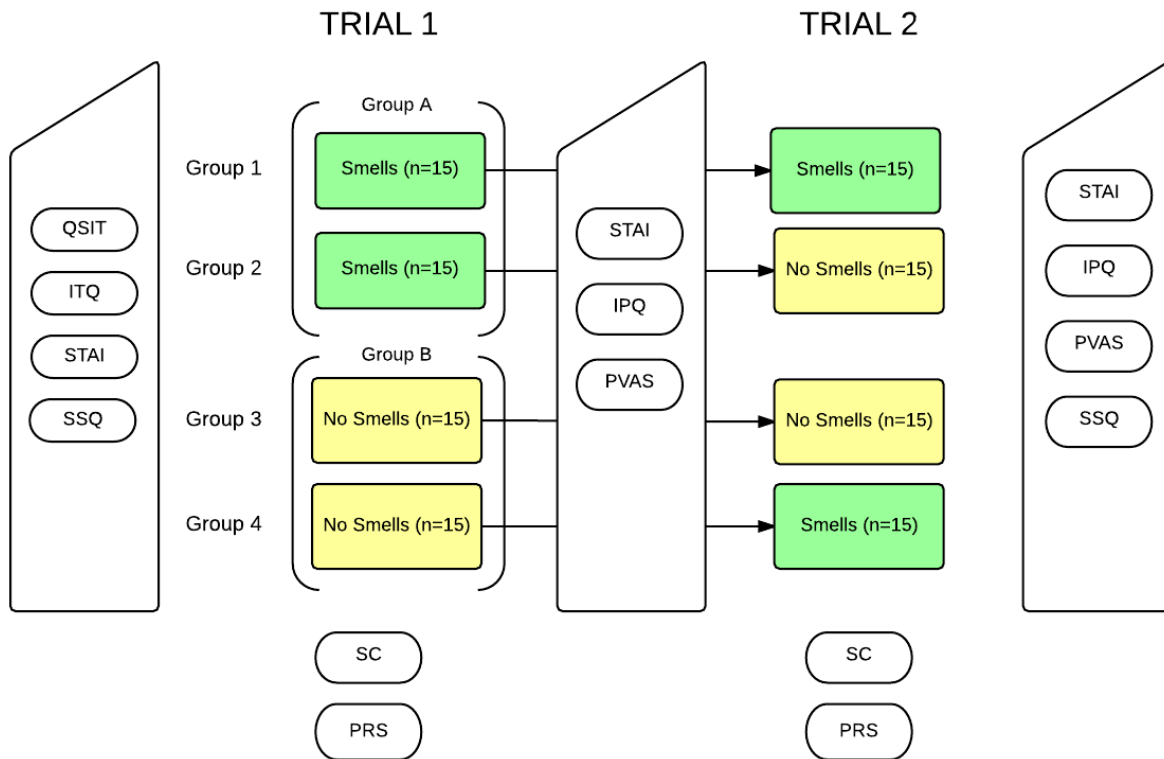 TRIAL 1
TRIAL 2
QSIT
ITQ
STAI
SSQ
Group A
Group 1
Smells (n=15)
Group 2
Smells (n=15)
Group B
Group 3
No Smells (n=15)
Group 4
No Smells (n=15)
SC
PRS
STAI
IPQ
PVAS
Smells (n=15)
No Smells (n=15)
No Smells (n=15)
Smells (n=15)
SC
PRS
STAI
IPQ
PVAS
SSQ